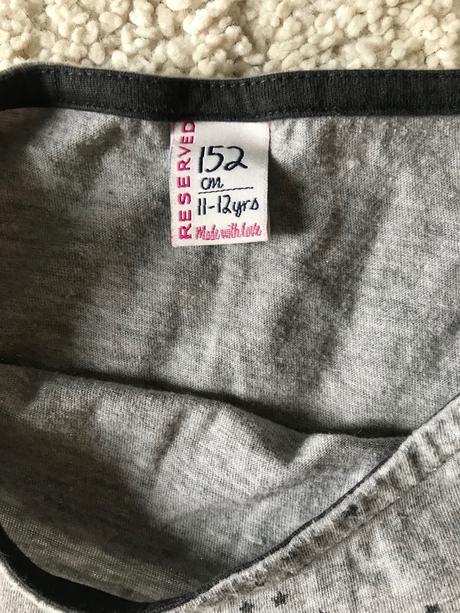 RESERVED
152
cm
11-12yrs
Made with love